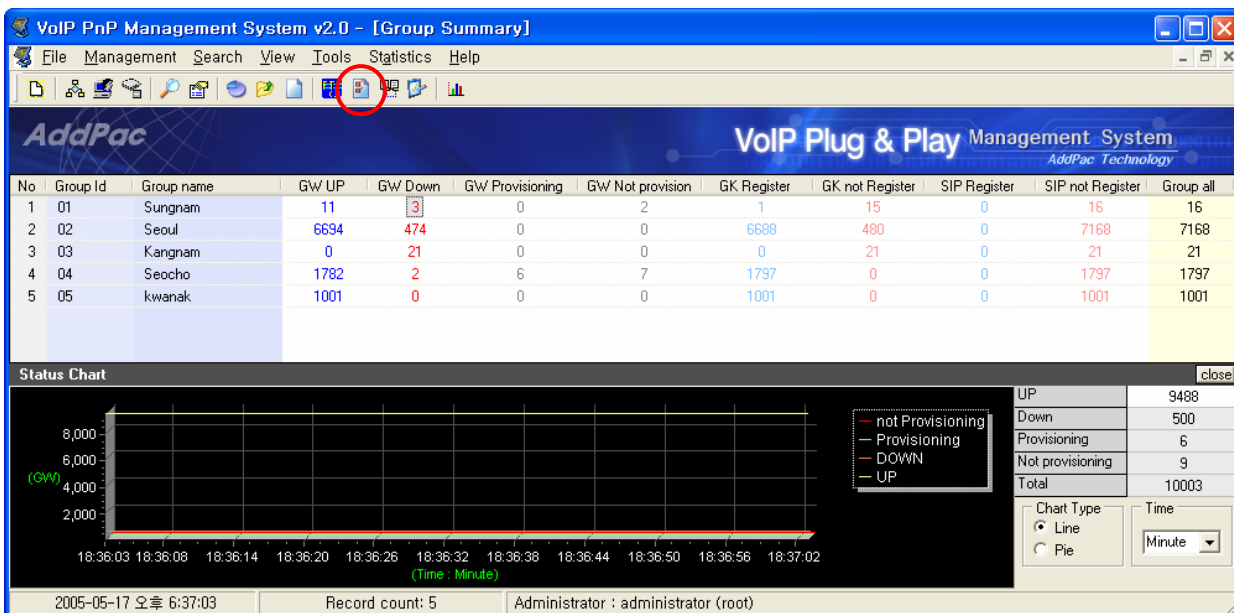 VoIP PnP Management System v2.0 - [Group Summary]
File Management Search View Tools Statistics Help
AddPac VoIP Plug & Play Management System
AddPac Technology
No Group Id Group name GW UP GW Down GW Provisioning GW Not provision GK Register GK not Register SIP Register SIP not Register Group all
1 01 Sungnam 11 3 0 2 1 15 0 16 16
2 02 Seoul 6694 474 0 0 6688 480 0 7168 7168
3 03 Kangnam 0 21 0 0 0 21 0 21 21
4 04 Seocho 1782 2 6 7 1797 0 0 1797 1797
5 05 kwanak 1001 0 0 0 1001 0 0 1001 1001
Status Chart close
8,000
6,000
(GW)
4,000
2,000
18:36:03 18:36:08 18:36:14 18:36:20 18:36:26 18:36:32 18:36:38 18:36:44 18:36:50 18:36:56 18:37:02
(Time : Minute)
not Provisioning
Provisioning
DOWN
UP
UP 9488
Down 500
Provisioning 6
Not provisioning 9
Total 10003
Chart Type
Line
Pie
Time
Minute
2005-05-17 오후 6:37:03 Record count: 5 Administrator : administrator (root)